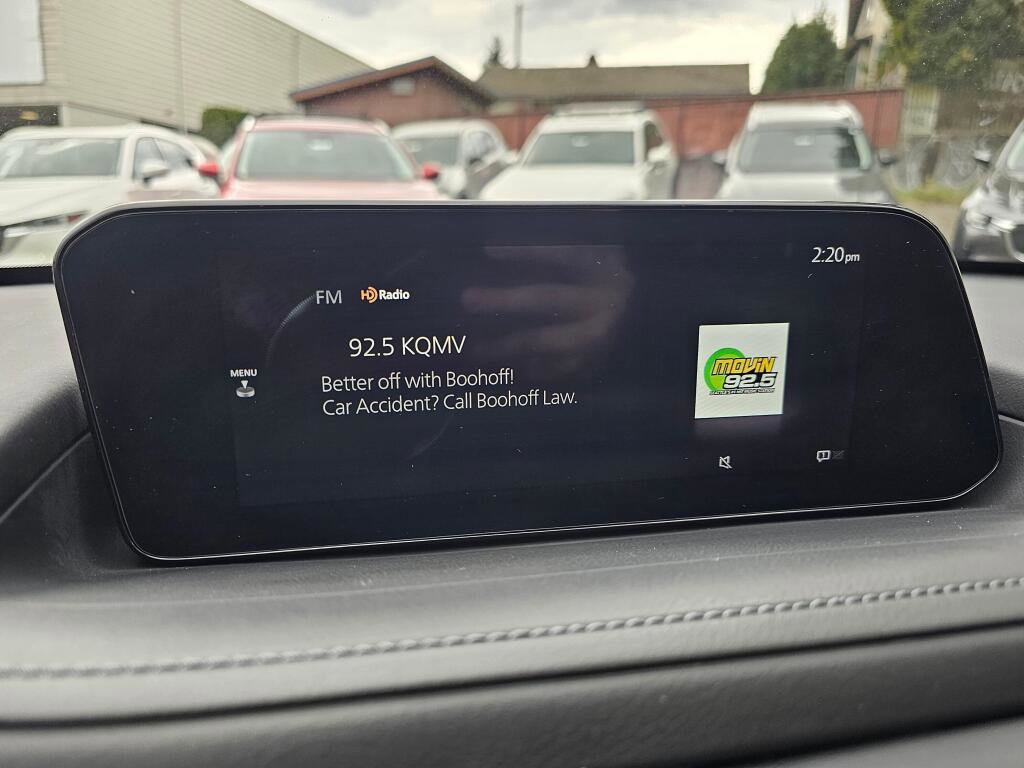 2:20pm
FM HD Radio
92.5 KQMV
MENU
Better off with Boohoff!
Car Accident? Call Boohoff Law.
MOViN
92.5